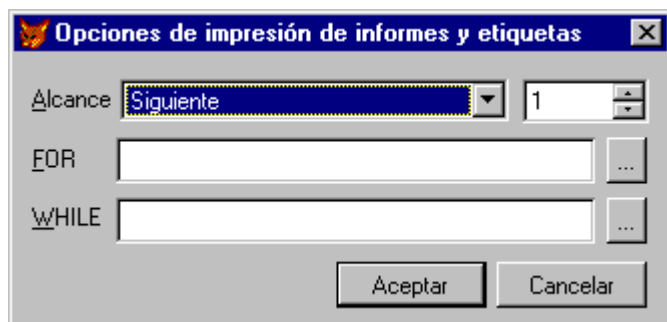 Opciones de impresión de informes y etiquetas
Alcance Siguiente 1
FOR ...
WHILE ...
Aceptar Cancelar